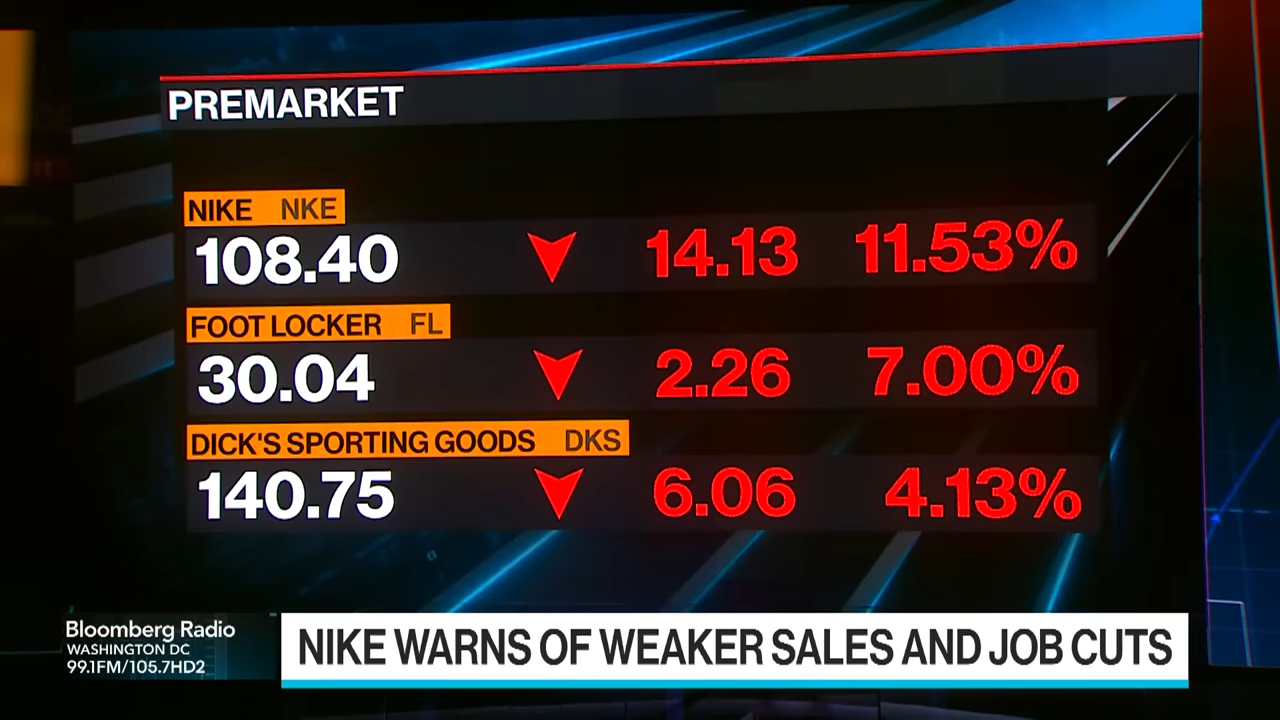 PREMARKET
NIKE NKE
108.40 14.13 11.53%
FOOT LOCKER FL
30.04 2.26 7.00%
DICK'S SPORTING GOODS DKS
140.75 6.06 4.13%
Bloomberg Radio
WASHINGTON DC
99.1FM/105.7HD2
NIKE WARNS OF WEAKER SALES AND JOB CUTS